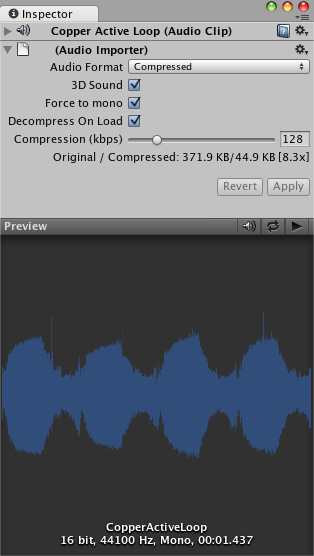 Inspector
Copper Active Loop (Audio Clip)
(Audio Importer)
Audio Format Compressed
3D Sound
Force to mono
Decompress On Load
Compression (kbps) 128
Original / Compressed: 371.9 KB/44.9 KB [8.3x]
Revert Apply
Preview
CopperActiveLoop
16 bit, 44100 Hz, Mono, 00:01.437